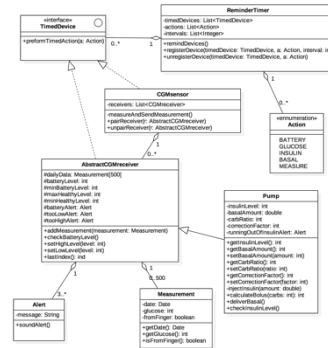 «interface»
TimedDevice
+preformTimedAction(a: Action)
0..*
1
ReminderTimer
-timedDevices: List<TimedDevice>
-actions: List<Action>
-intervals: List<Integer>
+remindDevices()
+registerDevice(timedDevice: TimedDevice, a: Action, interval: int)
+unregisterDevice(timedDevice: TimedDevice, a: Action)
1
0..*
«enumeration»
Action
BATTERY
GLUCOSE
INSULIN
BASAL
MEASURE
CGMsensor
-receivers: List<CGMreceiver>
-measureAndSendMeasurement()
+pairReceiver(r: AbstractCGMreceiver)
+unpairReceiver(r: AbstractCGMreceiver)
1
0..*
AbstractCGMreceiver
#dailyData: Measurement[500]
#batteryLevel: int
#minBatteryLevel: int
#maxHealthyLevel: int
#minHealthyLevel: int
#batteryAlert: Alert
#tooLowAlert: Alert
#tooHighAlert: Alert
+addMeasurement(measurement: Measurement)
+checkBatteryLevel()
+setHighLevel(level: int)
+setLowLevel(level: int)
+lastIndex(): ind
1
1
3..*
0..500
Alert
-message: String
+soundAlert()
Measurement
-date: Date
-glucose: int
-fromFinger: boolean
+getDate(): Date
+getGlucose(): int
+isFromFinger(): boolean
Pump
-insulinLevel: int
-basalAmount: double
-carbRatio: int
-correctionFactor: int
-runningOutOfInsulinAlert: Alert
+getInsulinLevel(): int
+getBasalAmount(): int
+setBasalAmount(amount: int)
+getCarbRatio(): int
+setCarbRatio(ratio: int)
+getCorrectionFactor(): int
+setCorrectionFactor(factor: int)
+injectInsulin(amount: double)
+calculateBolus(carbs: int): int
+deliverBasal()
+checkInsulinLevel()